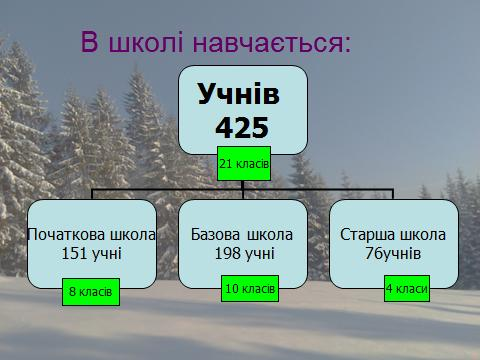 В школі навчається:
Учнів
425
21 класів
Початкова школа
151 учні
8 класів
Базова школа
198 учні
10 класів
Старша школа
76учнів
4 класи